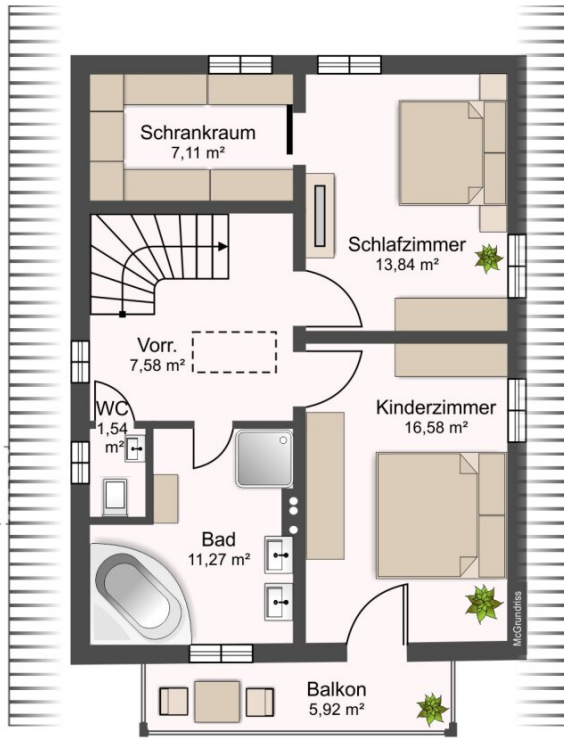 Schrankraum
7,11 m²
Schlafzimmer
13,84 m²
Vorr.
7,58 m²
WC
1,54
m²
Kinderzimmer
16,58 m²
Bad
11,27 m²
McGrundriss
Balkon
5,92 m²